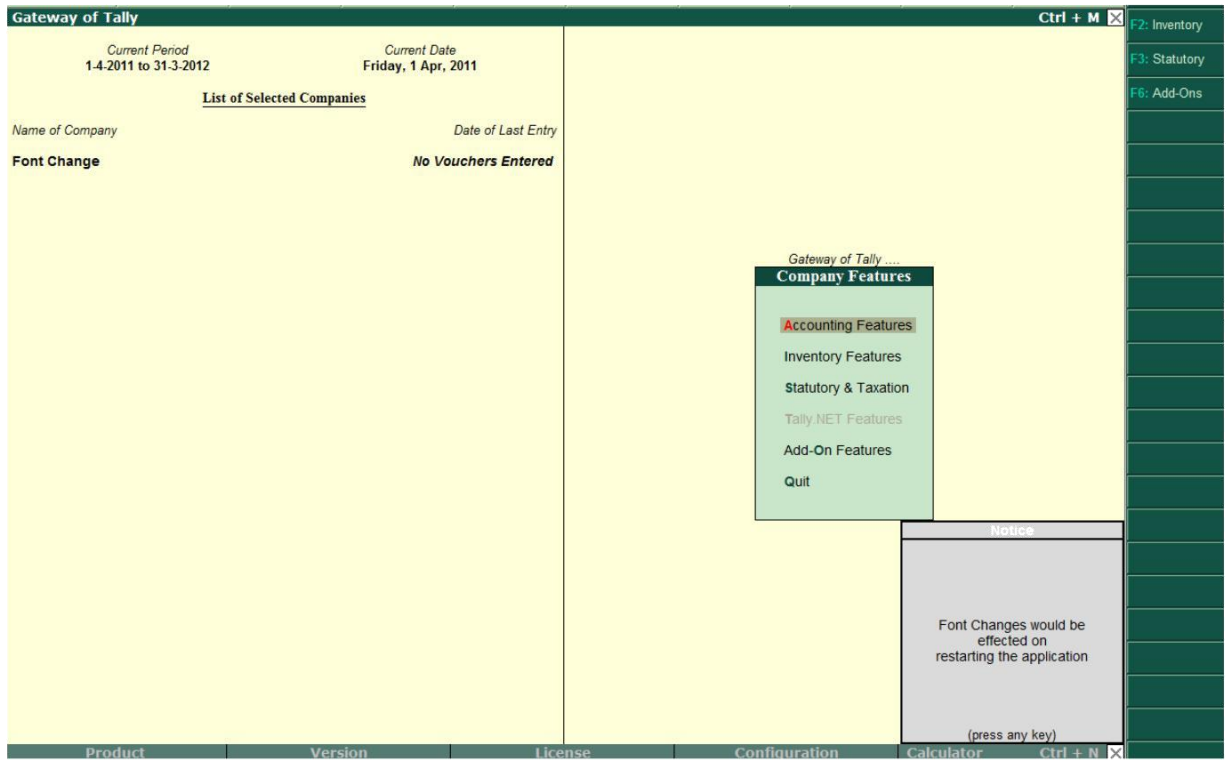 Gateway of Tally Ctrl + M
F2: Inventory
F3: Statutory
F6: Add-Ons
Current Period Current Date
1-4-2011 to 31-3-2012 Friday, 1 Apr, 2011
List of Selected Companies
Name of Company Date of Last Entry
Font Change No Vouchers Entered
Gateway of Tally ....
Company Features
Accounting Features
Inventory Features
Statutory & Taxation
Tally.NET Features
Add-On Features
Quit
Notice
Font Changes would be
effected on
restarting the application
(press any key)
Product Version License Configuration Calculator Ctrl + N